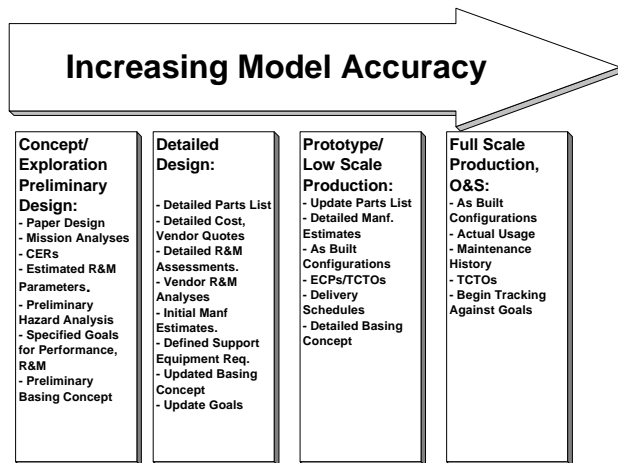 Increasing Model Accuracy
Concept/
Exploration
Preliminary
Design:
- Paper Design
- Mission Analyses
- CERs
- Estimated R&M
Parameters.
- Preliminary
Hazard Analysis
- Specified Goals
for Performance,
R&M
- Preliminary
Basing Concept
Detailed
Design:
- Detailed Parts List
- Detailed Cost,
Vendor Quotes
- Detailed R&M
Assessments.
- Vendor R&M
Analyses
- Initial Manf
Estimates.
- Defined Support
Equipment Req.
- Updated Basing
Concept
- Update Goals
Prototype/
Low Scale
Production:
- Update Parts List
- Detailed Manf.
Estimates
- As Built
Configurations
- ECPs/TCTOs
- Delivery
Schedules
- Detailed Basing
Concept
Full Scale
Production,
O&S:
- As Built
Configurations
- Actual Usage
- Maintenance
History
- TCTOs
- Begin Tracking
Against Goals